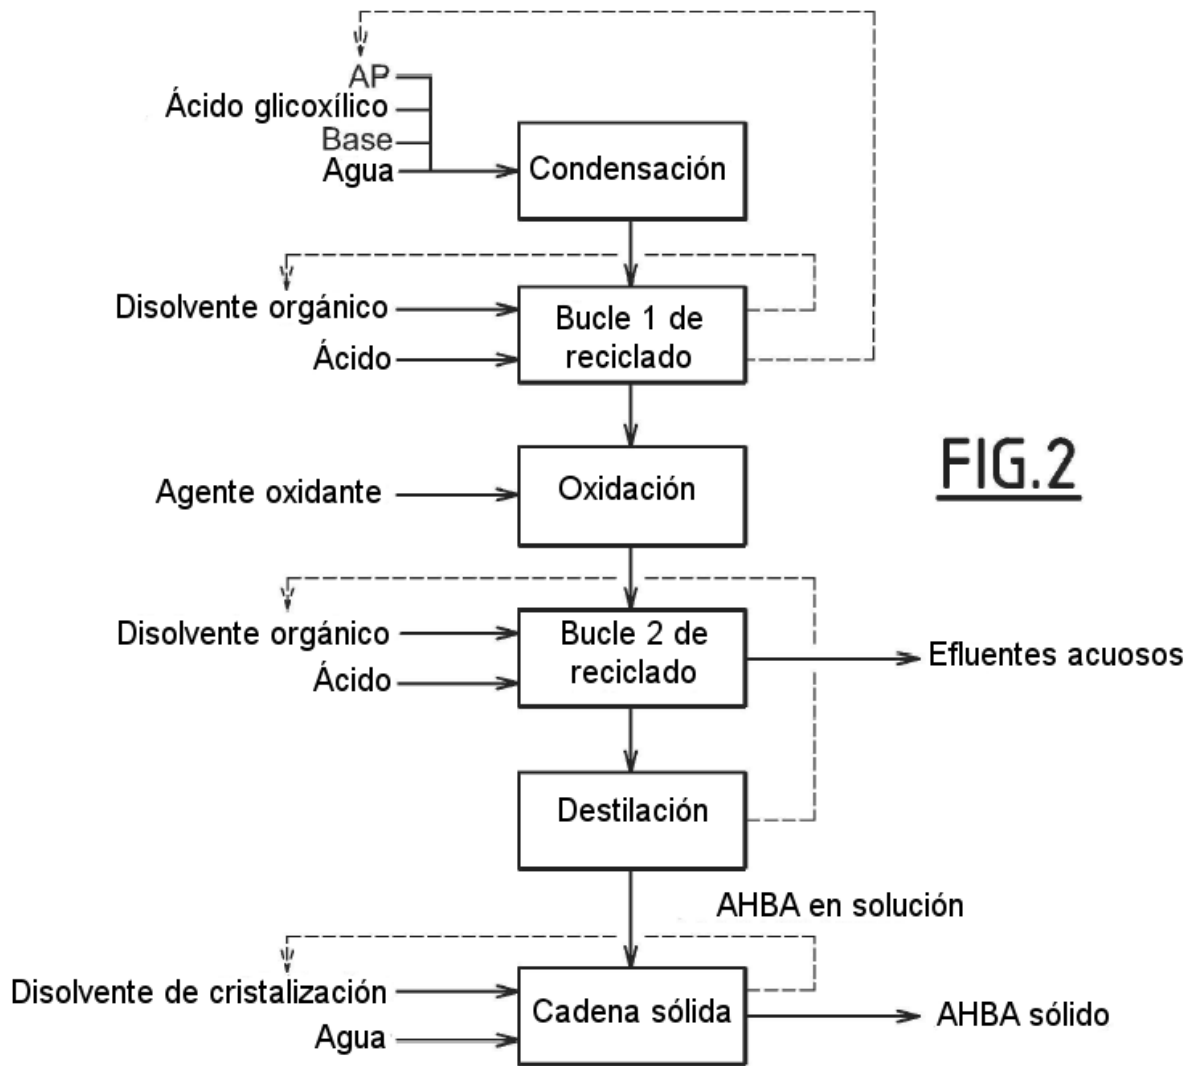 AP
Ácido glicoxílico
Base
Agua
Condensación
Disolvente orgánico
Ácido
Bucle 1 de
reciclado
Agente oxidante
Oxidación
FIG.2
Disolvente orgánico
Ácido
Bucle 2 de
reciclado
Efluentes acuosos
Destilación
AHBA en solución
Disolvente de cristalización
Agua
Cadena sólida
AHBA sólido